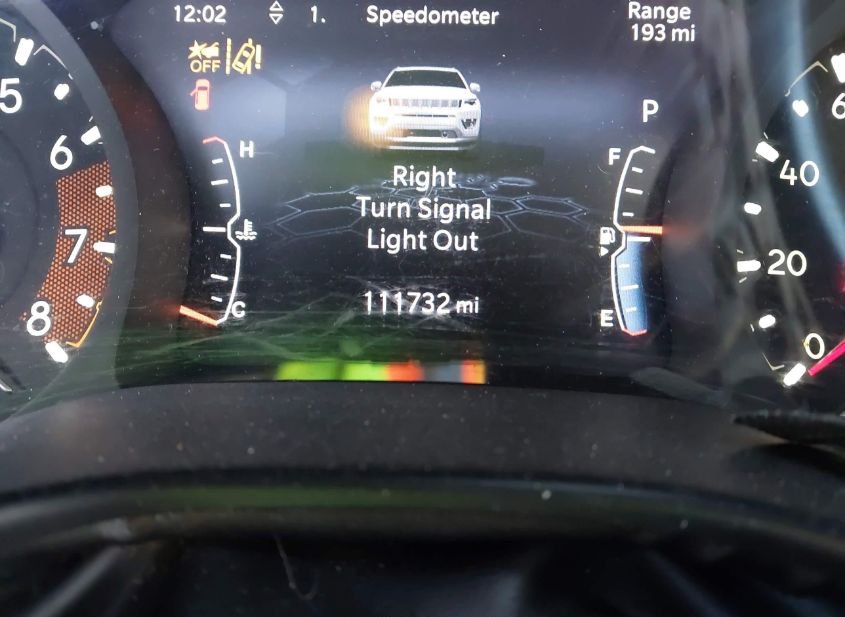 12:02
1. Speedometer
Range
193 mi
OFF
!
P
H
F
C
E
Right
Turn Signal
Light Out
111732 mi
5
6
7
8
6
40
20
0